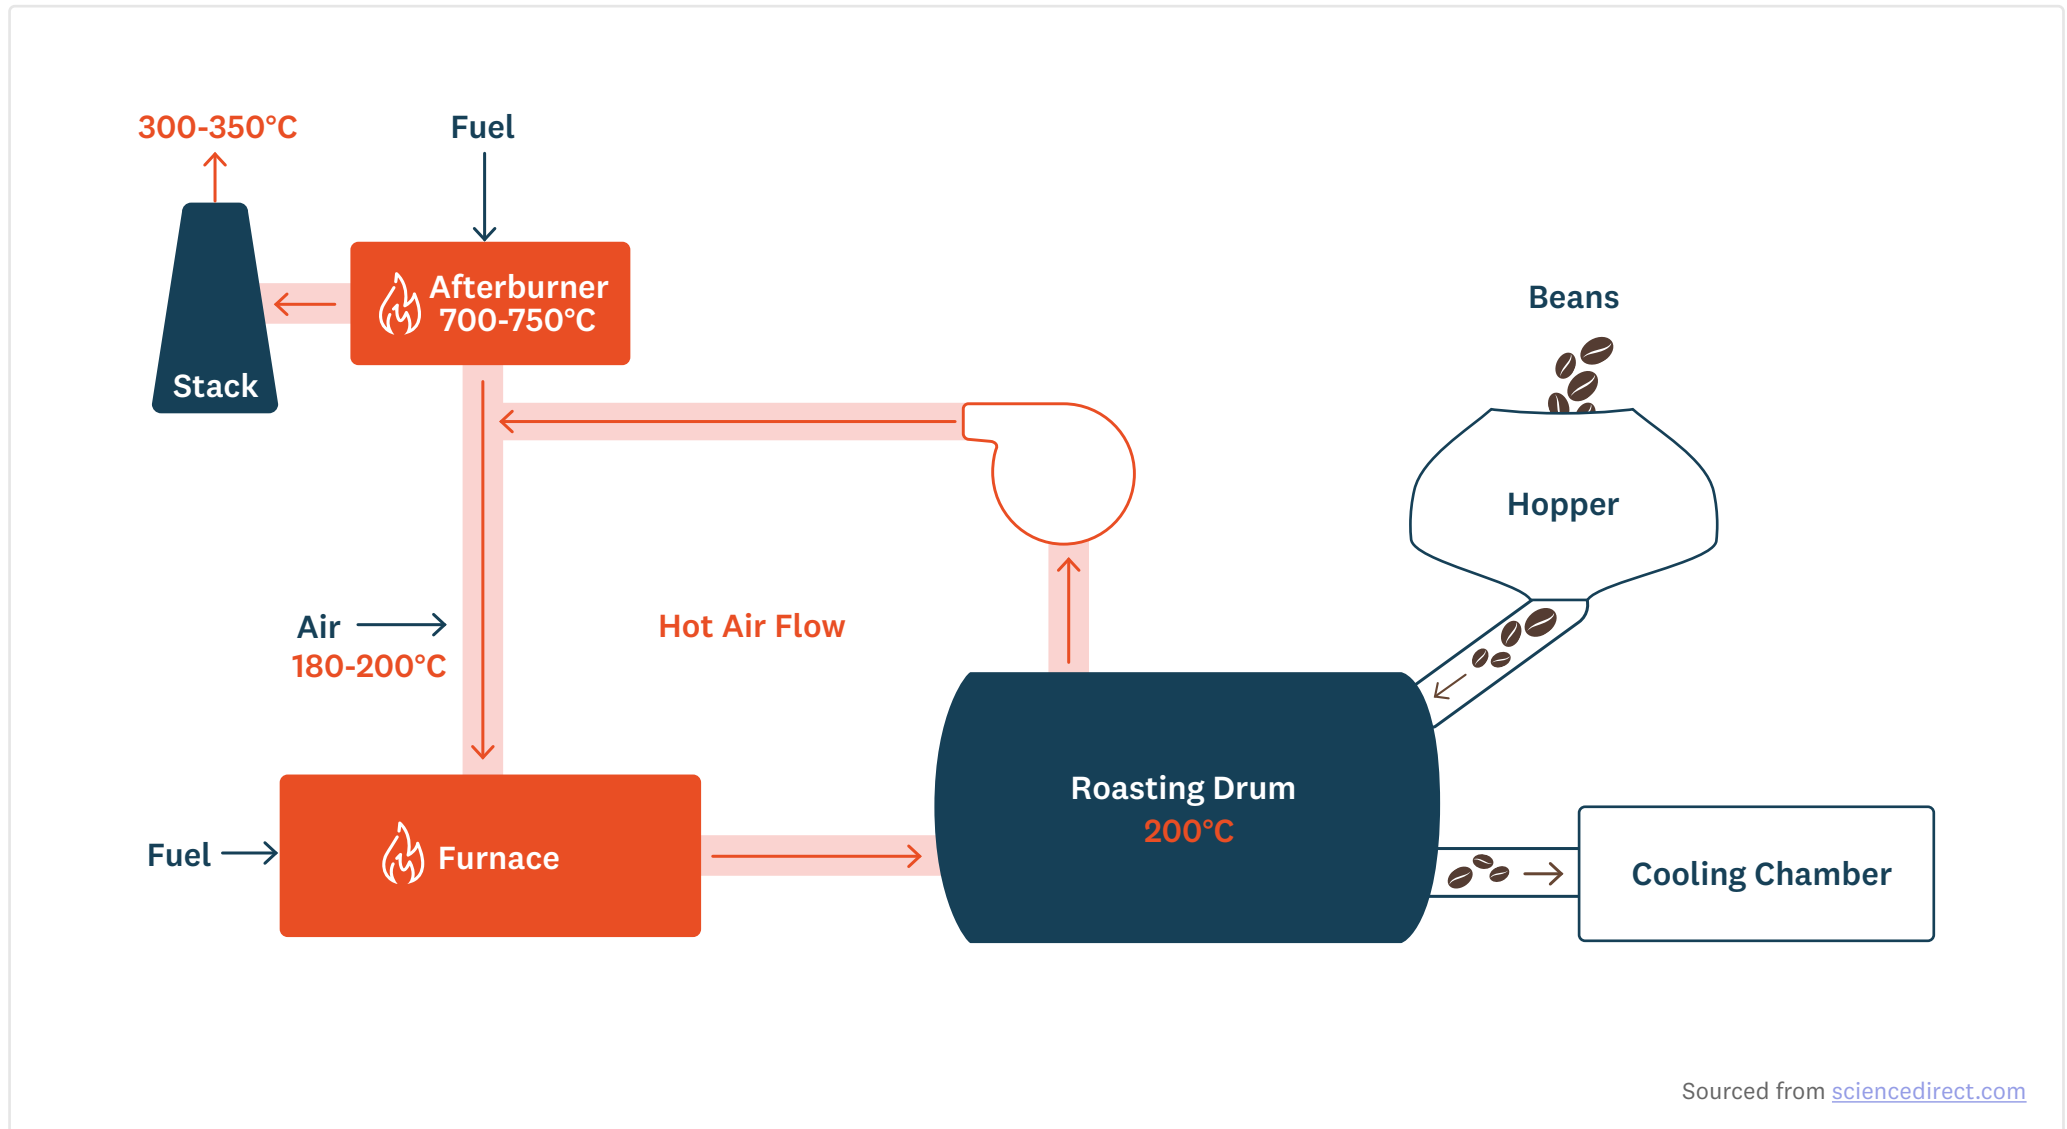 300-350°C
Fuel
Afterburner
700-750°C
Stack
Beans
Hopper
Air
180-200°C
Hot Air Flow
Roasting Drum
200°C
Fuel
Furnace
Cooling Chamber
Sourced from sciencedirect.com